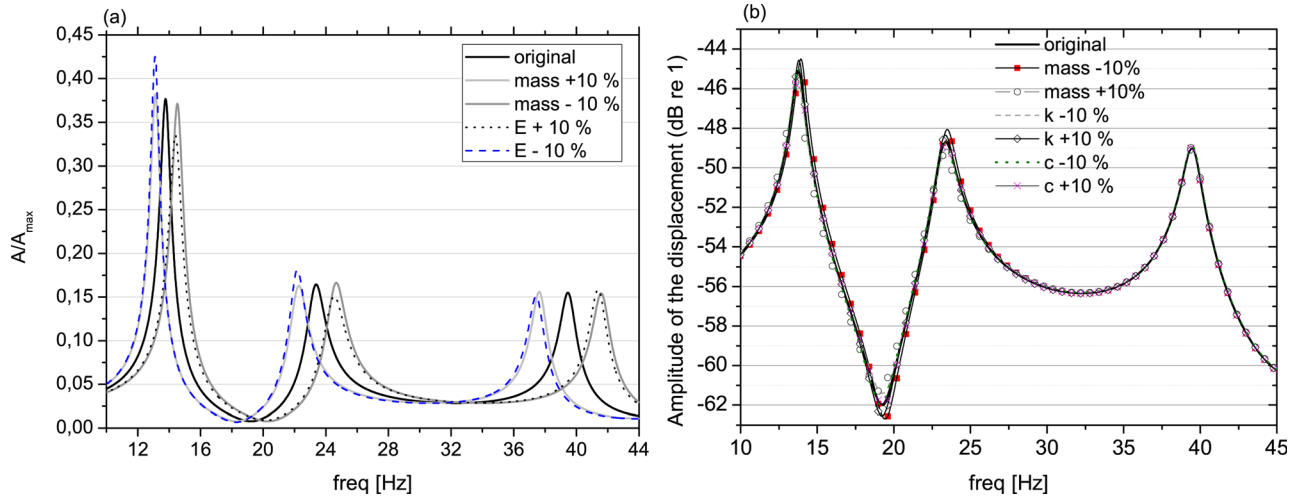 (a)
0,45
0,40
0,35
0,30
0,25
0,20
0,15
0,10
0,05
0,00
A/Amax
original
mass +10 %
mass - 10 %
E + 10 %
E - 10 %
12 16 20 24 28 32 36 40 44
freq [Hz]
(b)
-44
-46
-48
-50
-52
-54
-56
-58
-60
-62
Amplitude of the displacement (dB re 1)
original
mass -10%
mass +10%
k -10 %
k +10%
c -10%
c +10 %
10 15 20 25 30 35 40 45
freq [Hz]